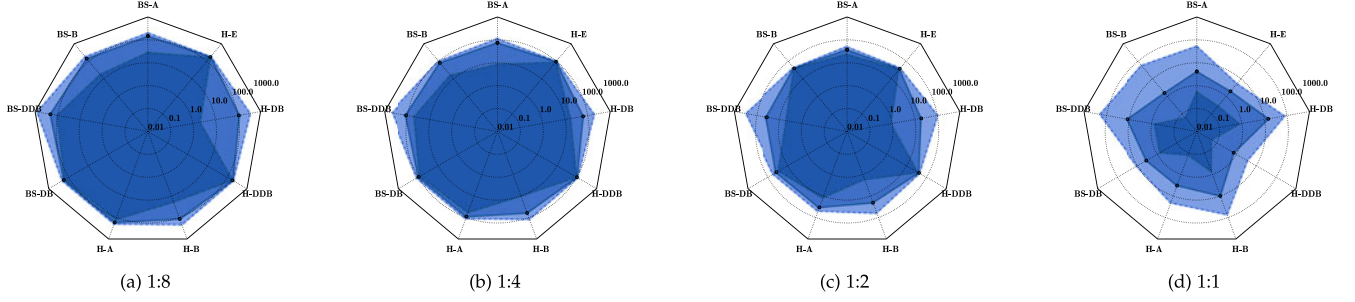 BS-A
BS-B
H-E
1000.0
100.0
10.0
1.0
0.1
0.01
BS-DDB
H-DB
BS-DB
H-DDB
H-A
H-B
(a) 1:8
BS-A
BS-B
H-E
1000.0
100.0
10.0
1.0
0.1
0.01
BS-DDB
H-DB
BS-DB
H-DDB
H-A
H-B
(b) 1:4
BS-A
BS-B
H-E
1000.0
100.0
10.0
1.0
0.1
0.01
BS-DDB
H-DB
BS-DB
H-DDB
H-A
H-B
(c) 1:2
BS-A
BS-B
H-E
1000.0
100.0
10.0
1.0
0.1
0.01
BS-DDB
H-DB
BS-DB
H-DDB
H-A
H-B
(d) 1:1